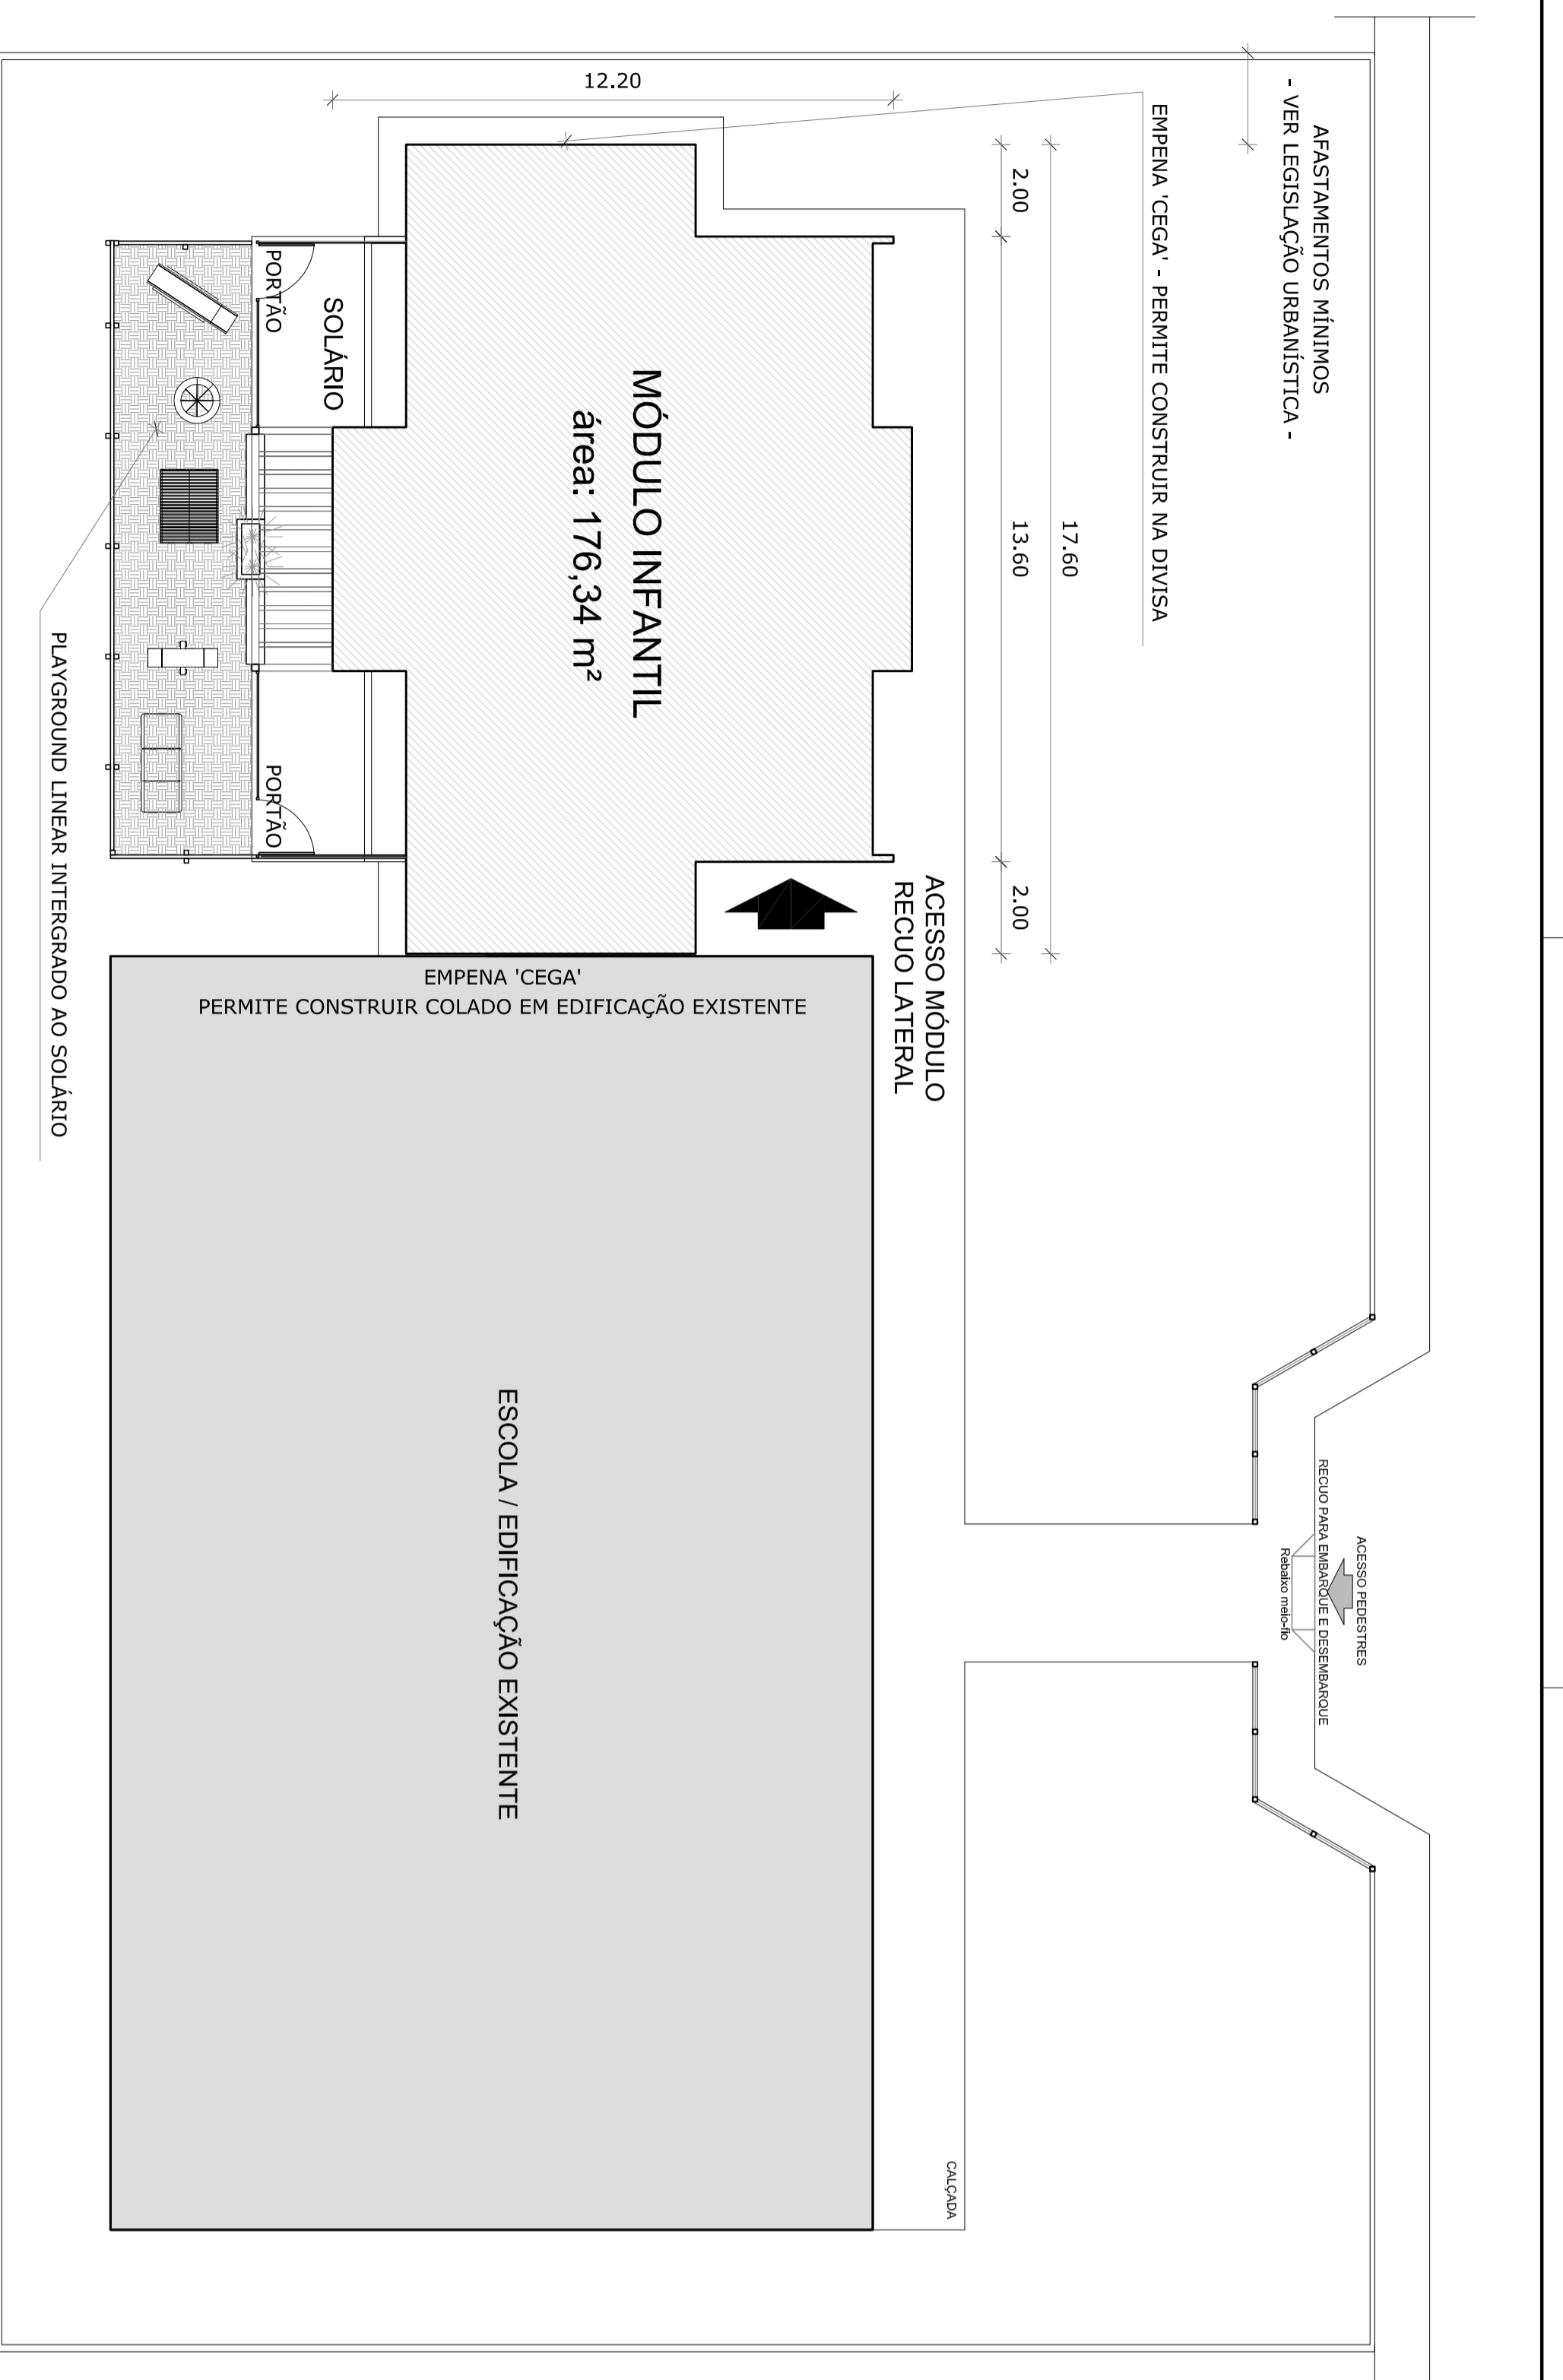 AFASTAMENTOS MÍNIMOS
- VER LEGISLAÇÃO URBANÍSTICA -
EMPENA 'CEGA' - PERMITE CONSTRUIR NA DIVISA
17.60
2.00
13.60
2.00
12.20
MÓDULO INFANTIL
área: 176,34 m²
SOLÁRIO
PORTÃO
PORTÃO
PLAYGROUND LINEAR INTERGRADO AO SOLÁRIO
ACESSO MÓDULO
RECUO LATERAL
EMPENA 'CEGA'
PERMITE CONSTRUIR COLADO EM EDIFICAÇÃO EXISTENTE
ESCOLA / EDIFICAÇÃO EXISTENTE
ACESSO PEDESTRES
RECUO PARA EMBARQUE E DESEMBARQUE
Rebaixo meio-fio
CALÇADA